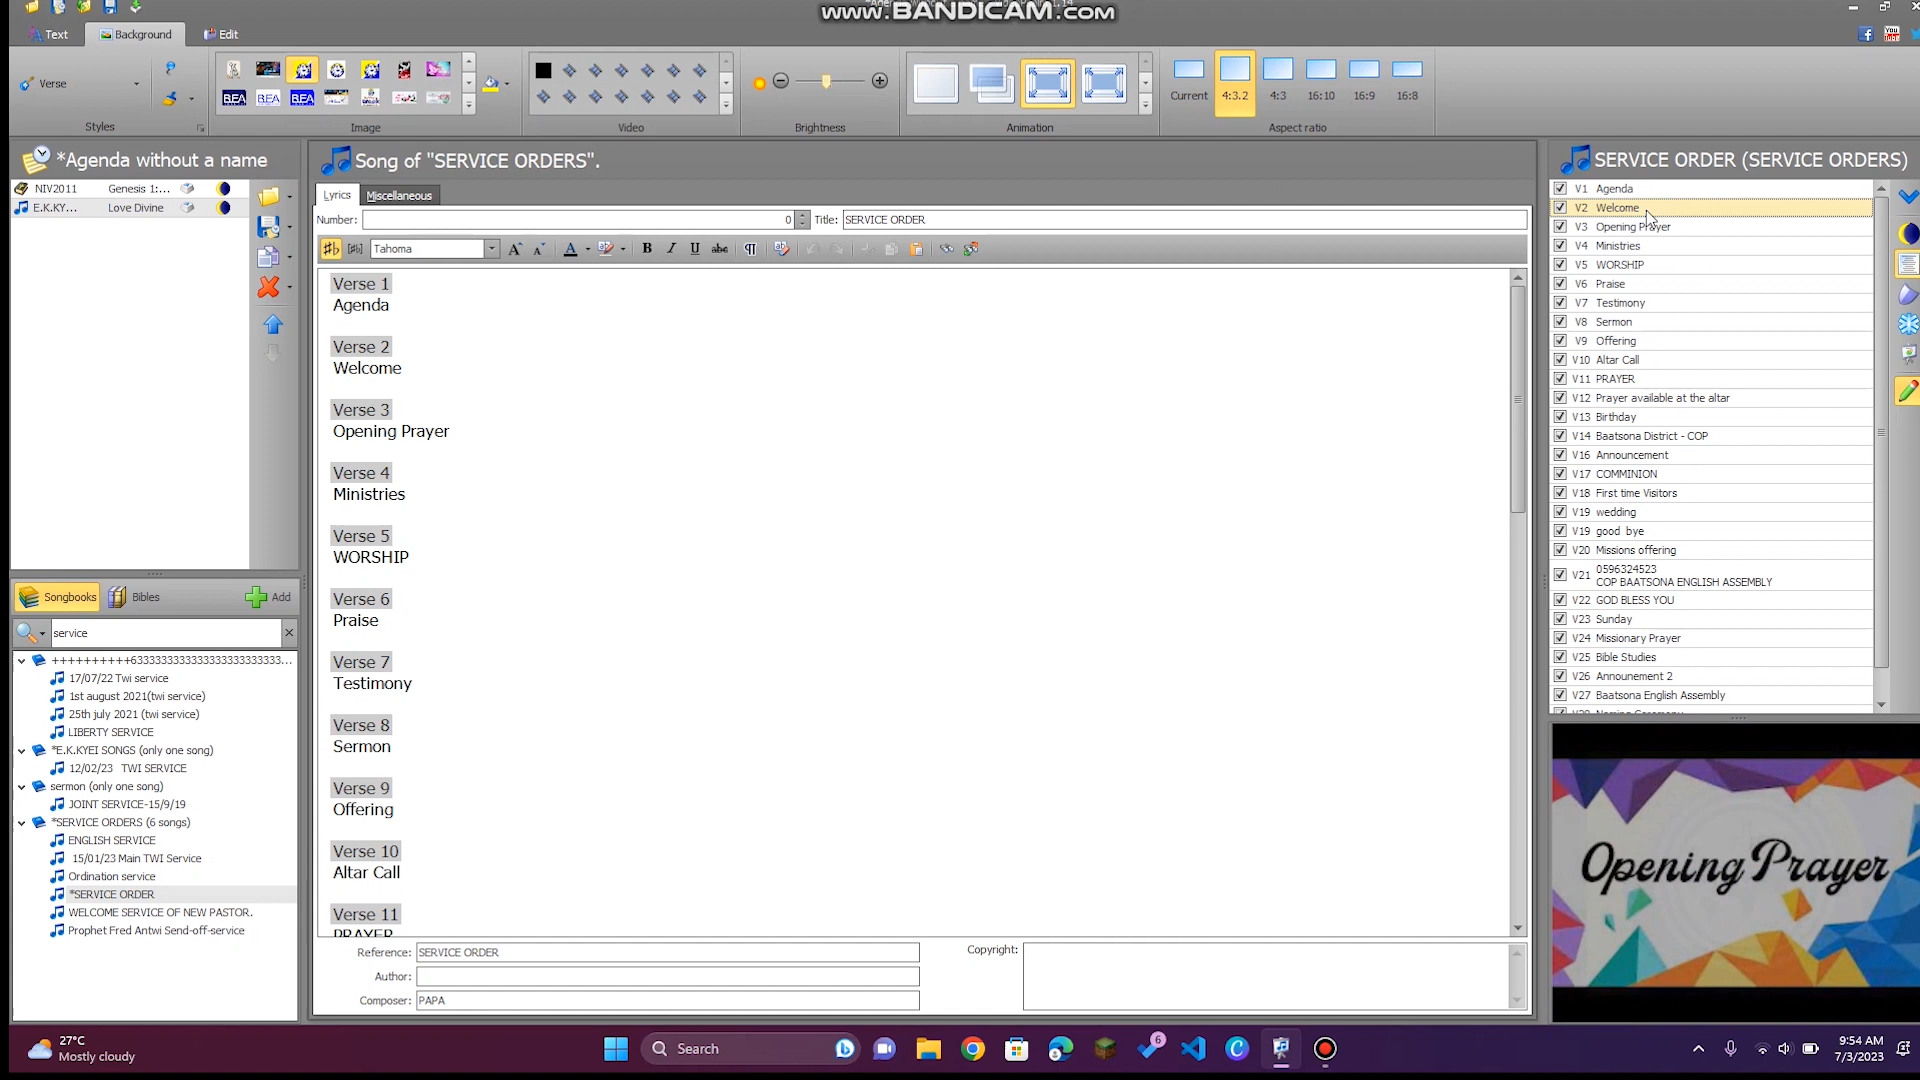 www.BANDICAM.com
Text
Background
Edit
Verse
Styles
REA
REA
REA
Image
Video
Brightness
Animation
Current
4:3.2
4:3
16:10
16:9
16:8
Aspect ratio
*Agenda without a name
NIV2011 Genesis 1:...
E.K.KY... Love Divine
Songbooks
Bibles
Add
service
17/07/22 Twi service
1st august 2021(twi service)
25th july 2021 (twi service)
LIBERTY SERVICE
*E.K.KYEI SONGS (only one song)
12/02/23 TWI SERVICE
sermon (only one song)
JOINT SERVICE-15/9/19
*SERVICE ORDERS (6 songs)
ENGLISH SERVICE
15/01/23 Main TWI Service
Ordination service
*SERVICE ORDER
WELCOME SERVICE OF NEW PASTOR.
Prophet Fred Antwi Send-off-service
Song of "SERVICE ORDERS".
Lyrics
Miscellaneous
Number: 0 Title: SERVICE ORDER
Tahoma
A A A B I U abc ¶
Verse 1
Agenda
Verse 2
Welcome
Verse 3
Opening Prayer
Verse 4
Ministries
Verse 5
WORSHIP
Verse 6
Praise
Verse 7
Testimony
Verse 8
Sermon
Verse 9
Offering
Verse 10
Altar Call
Verse 11
PRAYER
Reference: SERVICE ORDER
Author:
Composer: PAPA
Copyright:
SERVICE ORDER (SERVICE ORDERS)
V1 Agenda
V2 Welcome
V3 Opening Prayer
V4 Ministries
V5 WORSHIP
V6 Praise
V7 Testimony
V8 Sermon
V9 Offering
V10 Altar Call
V11 PRAYER
V12 Prayer available at the altar
V13 Birthday
V14 Baatsona District - COP
V16 Announcement
V17 COMMINION
V18 First time Visitors
V19 wedding
V19 good bye
V20 Missions offering
V21 0596324523
COP BAATSONA ENGLISH ASSEMBLY
V22 GOD BLESS YOU
V23 Sunday
V24 Missionary Prayer
V25 Bible Studies
V26 Announement 2
V27 Baatsona English Assembly
Opening Prayer
27°C
Mostly cloudy
Search
6
9:54 AM
7/3/2023